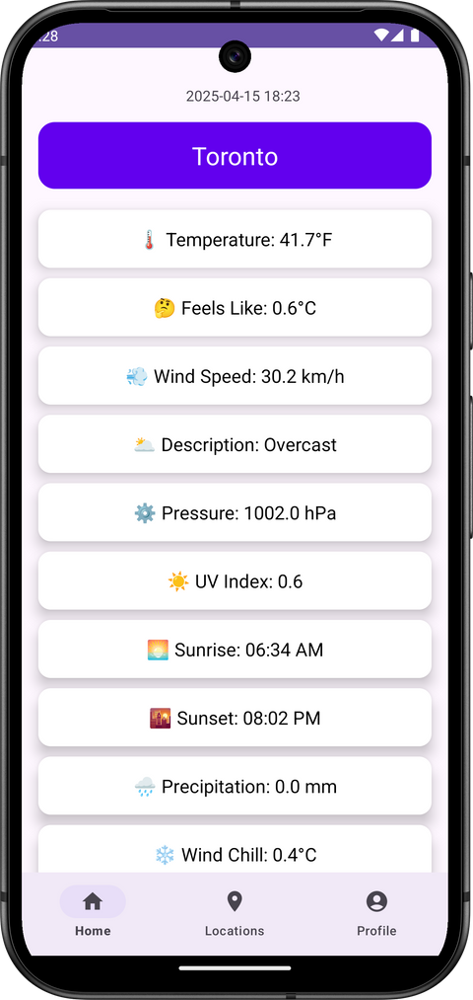 :28
2025-04-15 18:23
Toronto
Temperature: 41.7°F
Feels Like: 0.6°C
Wind Speed: 30.2 km/h
Description: Overcast
Pressure: 1002.0 hPa
UV Index: 0.6
Sunrise: 06:34 AM
Sunset: 08:02 PM
Precipitation: 0.0 mm
Wind Chill: 0.4°C
Home
Locations
Profile